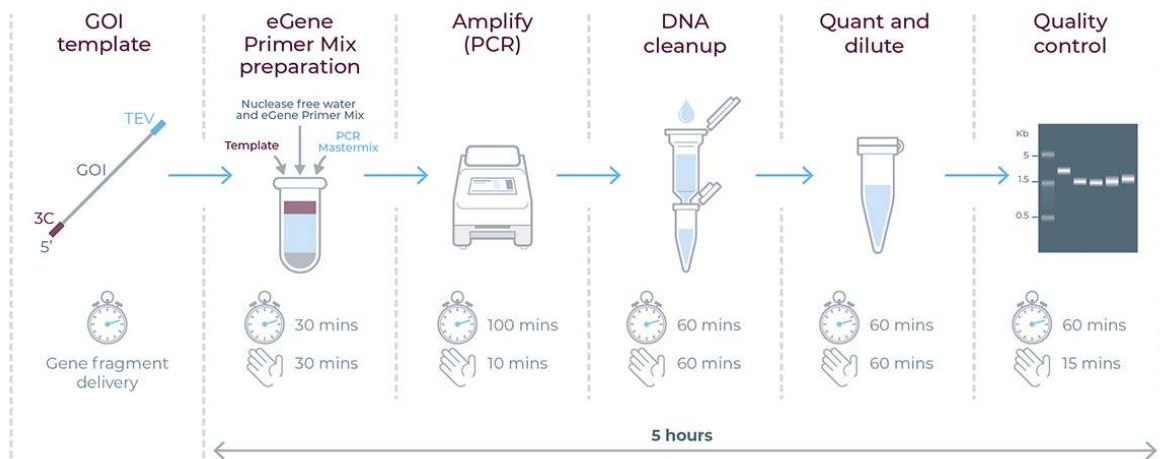 GOI
template
eGene
Primer Mix
preparation
Amplify
(PCR)
DNA
cleanup
Quant and
dilute
Quality
control
TEV
GOI
3C
5'
Nuclease free water
and eGene Primer Mix
Template
PCR
Mastermix
Kb
5
1.5
0.5
Gene fragment
delivery
30 mins
30 mins
100 mins
10 mins
60 mins
60 mins
60 mins
60 mins
60 mins
15 mins
5 hours